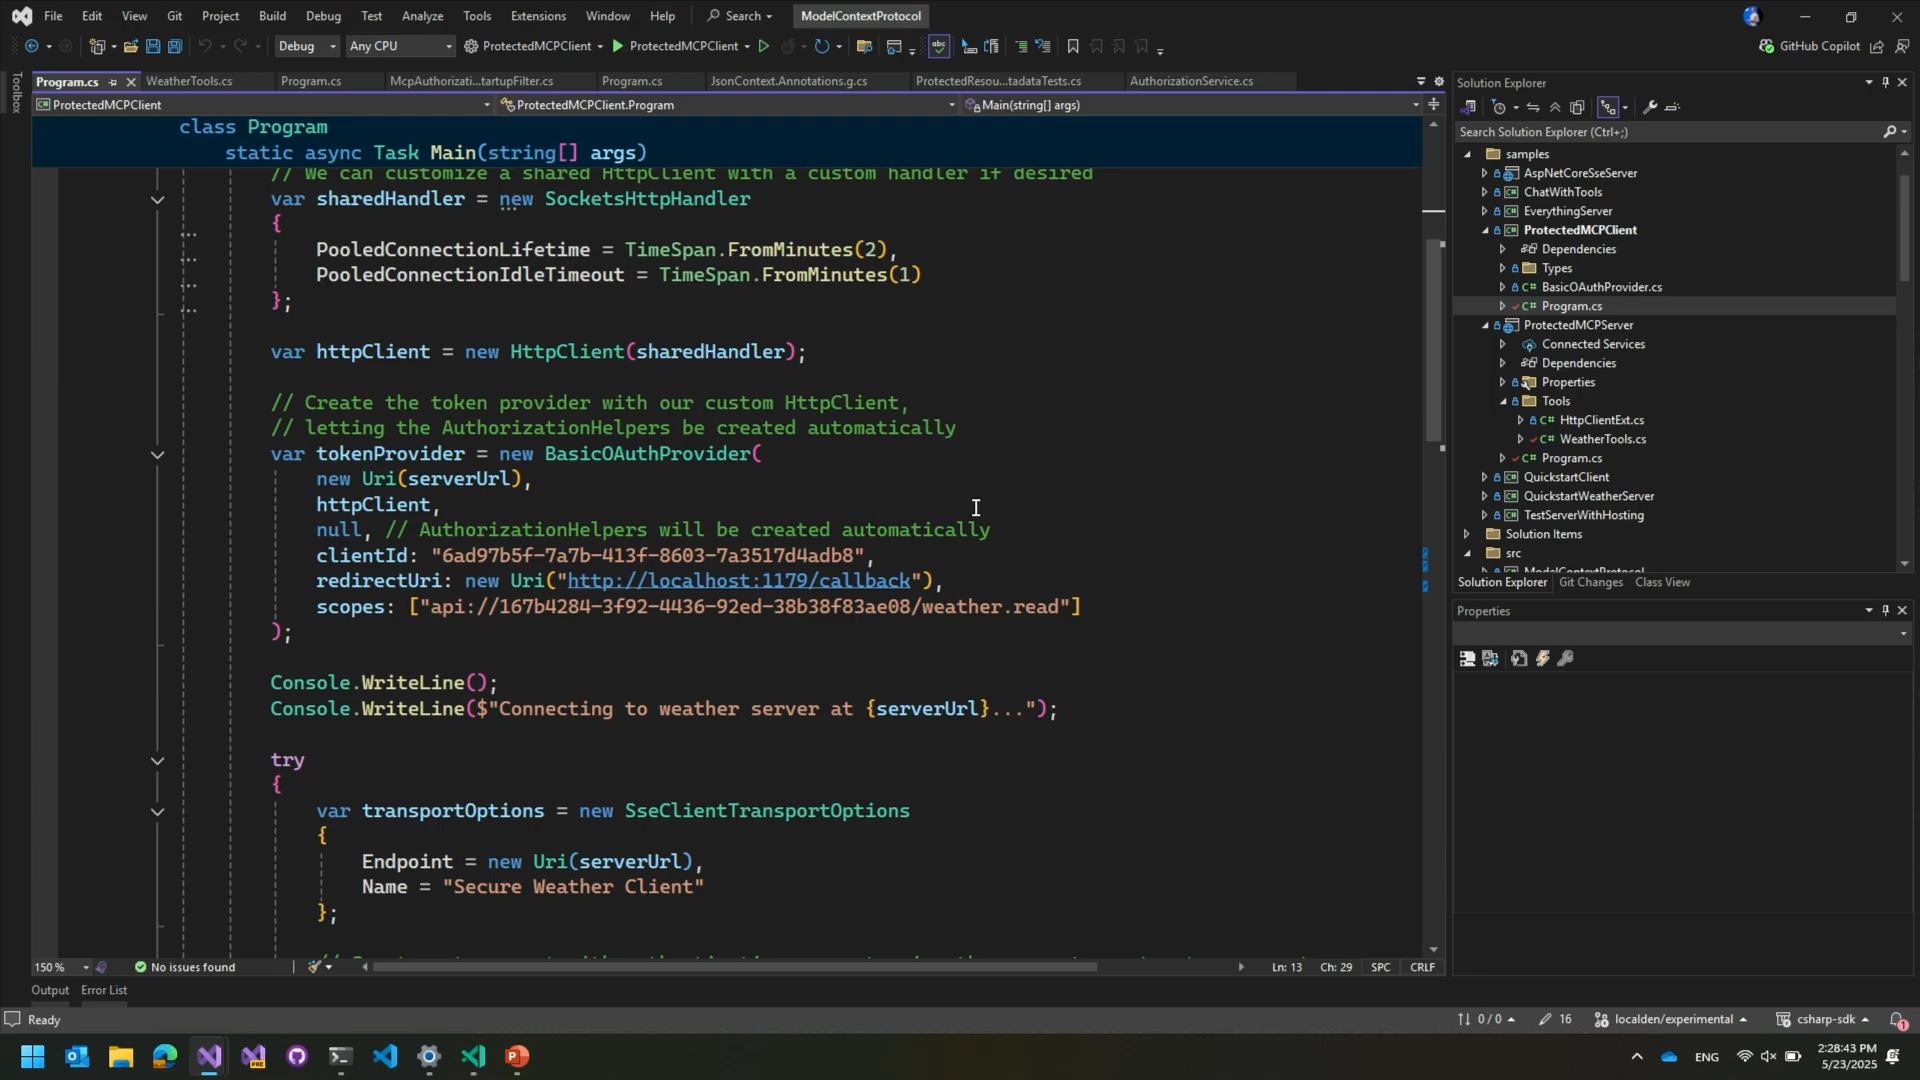 File Edit View Git Project Build Debug Test Analyze Tools Extensions Window Help Search ModelContextProtocol
Debug Any CPU ProtectedMCPClient ProtectedMCPClient GitHub Copilot
Toolbox
Program.cs WeatherTools.cs Program.cs McpAuthorizati...tartupFilter.cs Program.cs JsonContext.Annotations.g.cs ProtectedResou...tadataTests.cs AuthorizationService.cs
ProtectedMCPClient ProtectedMCPClient.Program Main(string[] args)
class Program
static async Task Main(string[] args)
// We can customize a shared HttpClient with a custom handler if desired
var sharedHandler = new SocketsHttpHandler
{
PooledConnectionLifetime = TimeSpan.FromMinutes(2),
PooledConnectionIdleTimeout = TimeSpan.FromMinutes(1)
};
var httpClient = new HttpClient(sharedHandler);
// Create the token provider with our custom HttpClient,
// letting the AuthorizationHelpers be created automatically
var tokenProvider = new BasicOAuthProvider(
new Uri(serverUrl),
httpClient,
null, // AuthorizationHelpers will be created automatically
clientId: "6ad97b5f-7a7b-413f-8603-7a3517d4adb8",
redirectUri: new Uri("http://localhost:1179/callback"),
scopes: ["api://167b4284-3f92-4436-92ed-38b38f83ae08/weather.read"]
);
Console.WriteLine();
Console.WriteLine($"Connecting to weather server at {serverUrl}...");
try
{
var transportOptions = new SseClientTransportOptions
{
Endpoint = new Uri(serverUrl),
Name = "Secure Weather Client"
};
150 % No issues found Ln: 13 Ch: 29 SPC CRLF
Output Error List
Solution Explorer
Search Solution Explorer (Ctrl+;)
samples
AspNetCoreSseServer
ChatWithTools
EverythingServer
ProtectedMCPClient
Dependencies
Types
BasicOAuthProvider.cs
Program.cs
ProtectedMCPServer
Connected Services
Dependencies
Properties
Tools
HttpClientExt.cs
WeatherTools.cs
Program.cs
QuickstartClient
QuickstartWeatherServer
TestServerWithHosting
Solution Items
src
ModelContextProtocol
Solution Explorer Git Changes Class View
Properties
Ready 0 / 0 16 localden/experimental csharp-sdk 1
ENG 2:28:43 PM
5/23/2025